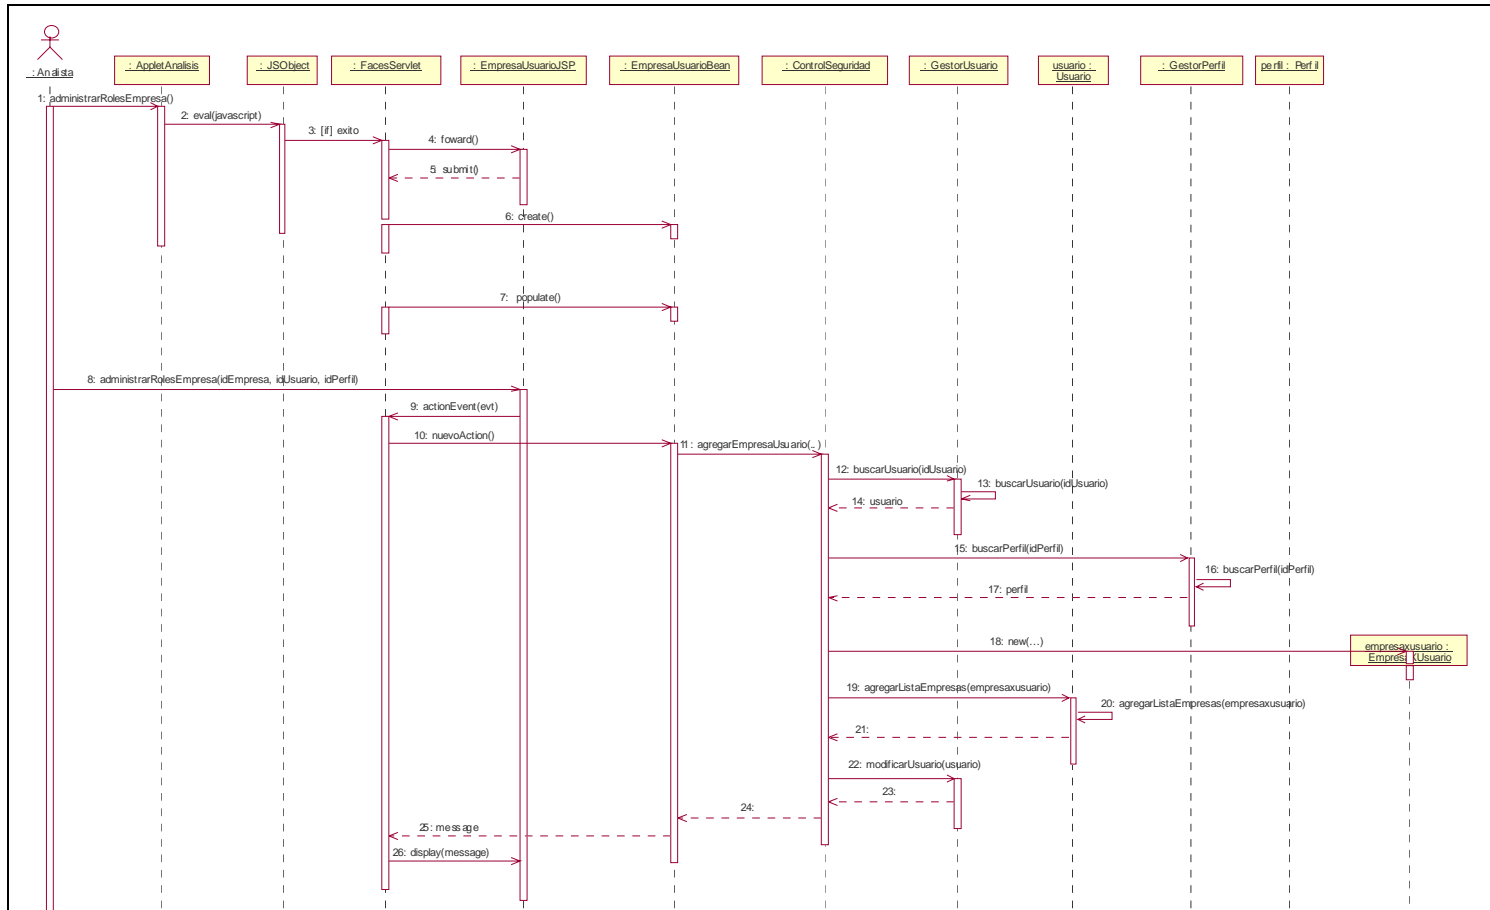 : Analista
: AppletAnalisis
: JSObject
: FacesServlet
: EmpresaUsuarioJSP
: EmpresaUsuarioBean
: ControlSeguridad
: GestorUsuario
usuario :
Usuario
: GestorPerfil
perfil : Perfil
1: administrarRolesEmpresa()
2: eval(javascript)
3: [if] exito
4: foward()
5: submit()
6: create()
7: populate()
8: administrarRolesEmpresa(idEmpresa, idUsuario, idPerfil)
9: actionEvent(evt)
10: nuevoAction()
11: agregarEmpresaUsuario(..)
12: buscarUsuario(idUsuario)
13: buscarUsuario(idUsuario)
14: usuario
15: buscarPerfil(idPerfil)
16: buscarPerfil(idPerfil)
17: perfil
18: new(...)
empresaxusuario :
EmpresaXUsuario
19: agregarListaEmpresas(empresaxusuario)
20: agregarListaEmpresas(empresaxusuario)
21:
22: modificarUsuario(usuario)
23:
24:
25: message
26: display(message)